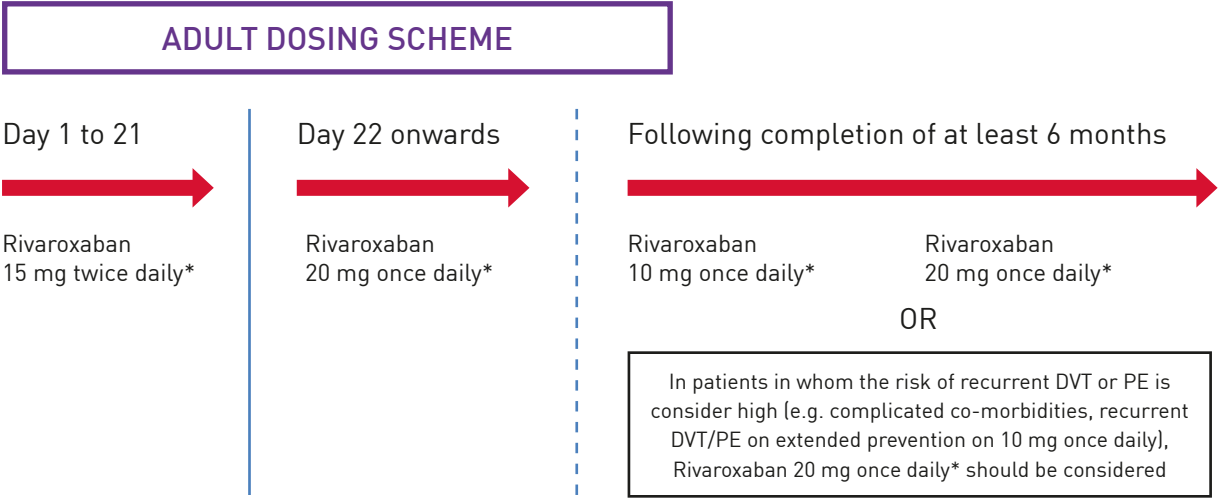 ADULT DOSING SCHEME
Day 1 to 21
Rivaroxaban
15 mg twice daily*
Day 22 onwards
Rivaroxaban
20 mg once daily*
Following completion of at least 6 months
Rivaroxaban
10 mg once daily*
Rivaroxaban
20 mg once daily*
OR
In patients in whom the risk of recurrent DVT or PE is
consider high (e.g. complicated co-morbidities, recurrent
DVT/PE on extended prevention on 10 mg once daily),
Rivaroxaban 20 mg once daily* should be considered